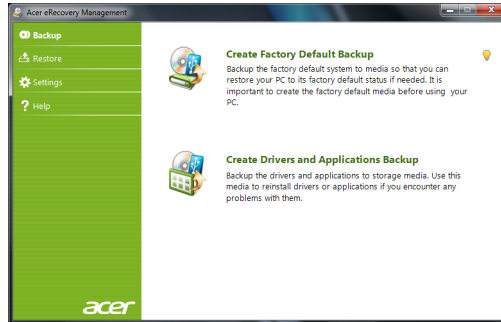 Acer eRecovery Management
Backup
Restore
Settings
? Help
Create Factory Default Backup
Backup the factory default system to media so that you can
restore your PC to its factory default status if needed. It is
important to create the factory default media before using your
PC.
Create Drivers and Applications Backup
Backup the drivers and applications to storage media. Use this
media to reinstall drivers or applications if you encounter any
problems with them.
acer